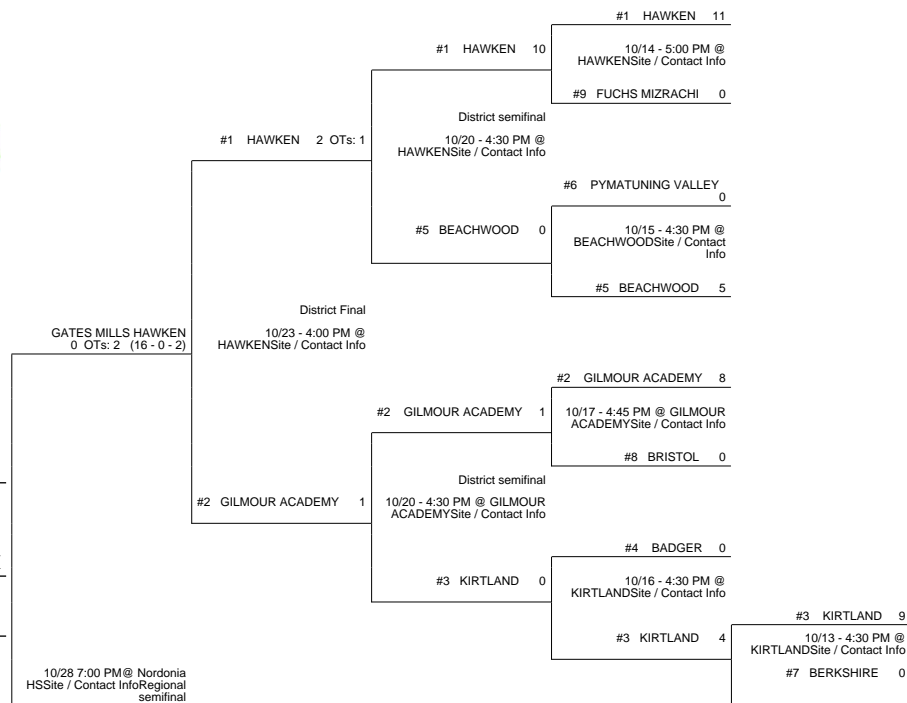 #1 HAWKEN 11
10/14 - 5:00 PM @
HAWKENSite / Contact Info
#9 FUCHS MIZRACHI 0
#1 HAWKEN 10
District semifinal
10/20 - 4:30 PM @
HAWKENSite / Contact Info
#6 PYMATUNING VALLEY
0
10/15 - 4:30 PM @
BEACHWOODSite / Contact
Info
#5 BEACHWOOD 5
#5 BEACHWOOD 0
#1 HAWKEN 2 OTs: 1
District Final
10/23 - 4:00 PM @
HAWKENSite / Contact Info
GATES MILLS HAWKEN
0 OTs: 2 (16 - 0 - 2)
#2 GILMOUR ACADEMY 8
10/17 - 4:45 PM @ GILMOUR
ACADEMYSite / Contact Info
#8 BRISTOL 0
#2 GILMOUR ACADEMY 1
District semifinal
10/20 - 4:30 PM @ GILMOUR
ACADEMYSite / Contact Info
#2 GILMOUR ACADEMY 1
#4 BADGER 0
10/16 - 4:30 PM @
KIRTLANDSite / Contact Info
#3 KIRTLAND 0
#3 KIRTLAND 4
#3 KIRTLAND 9
10/13 - 4:30 PM @
KIRTLANDSite / Contact Info
#7 BERKSHIRE 0
10/28 7:00 PM@ Nordonia
HSSite / Contact InfoRegional
semifinal